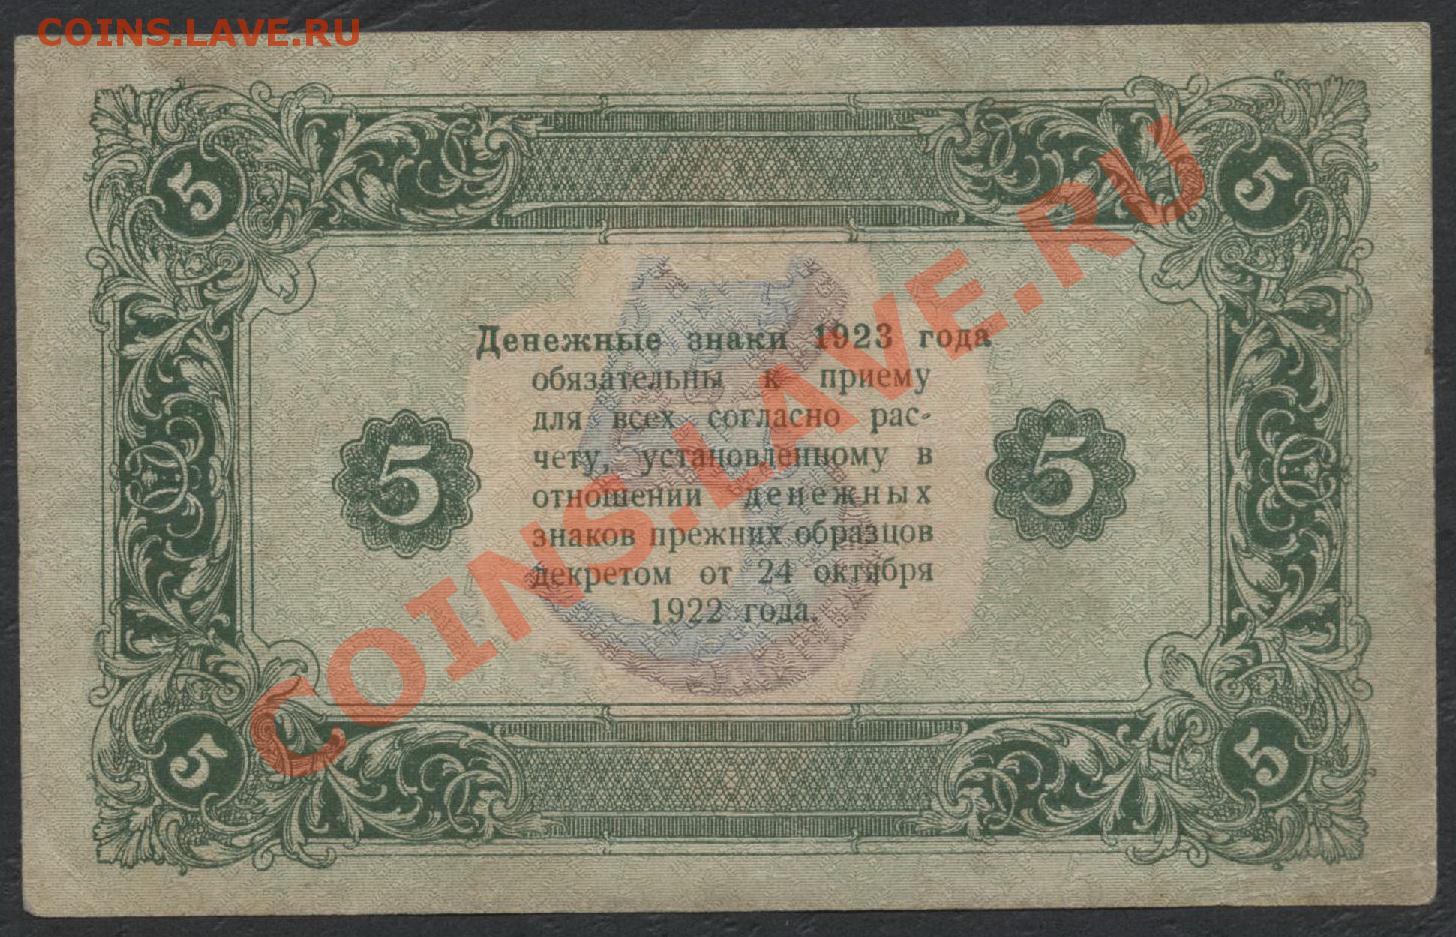 COINS.LAVE.RU
5 5
Денежные знаки 1923 года
обязательны к приему
для всех согласно рас-
чету, установленному в
отношении денежных
знаков прежних образцов
декретом от 24 октября
1922 года.
5 5
5 5
COINS.LAVE.RU